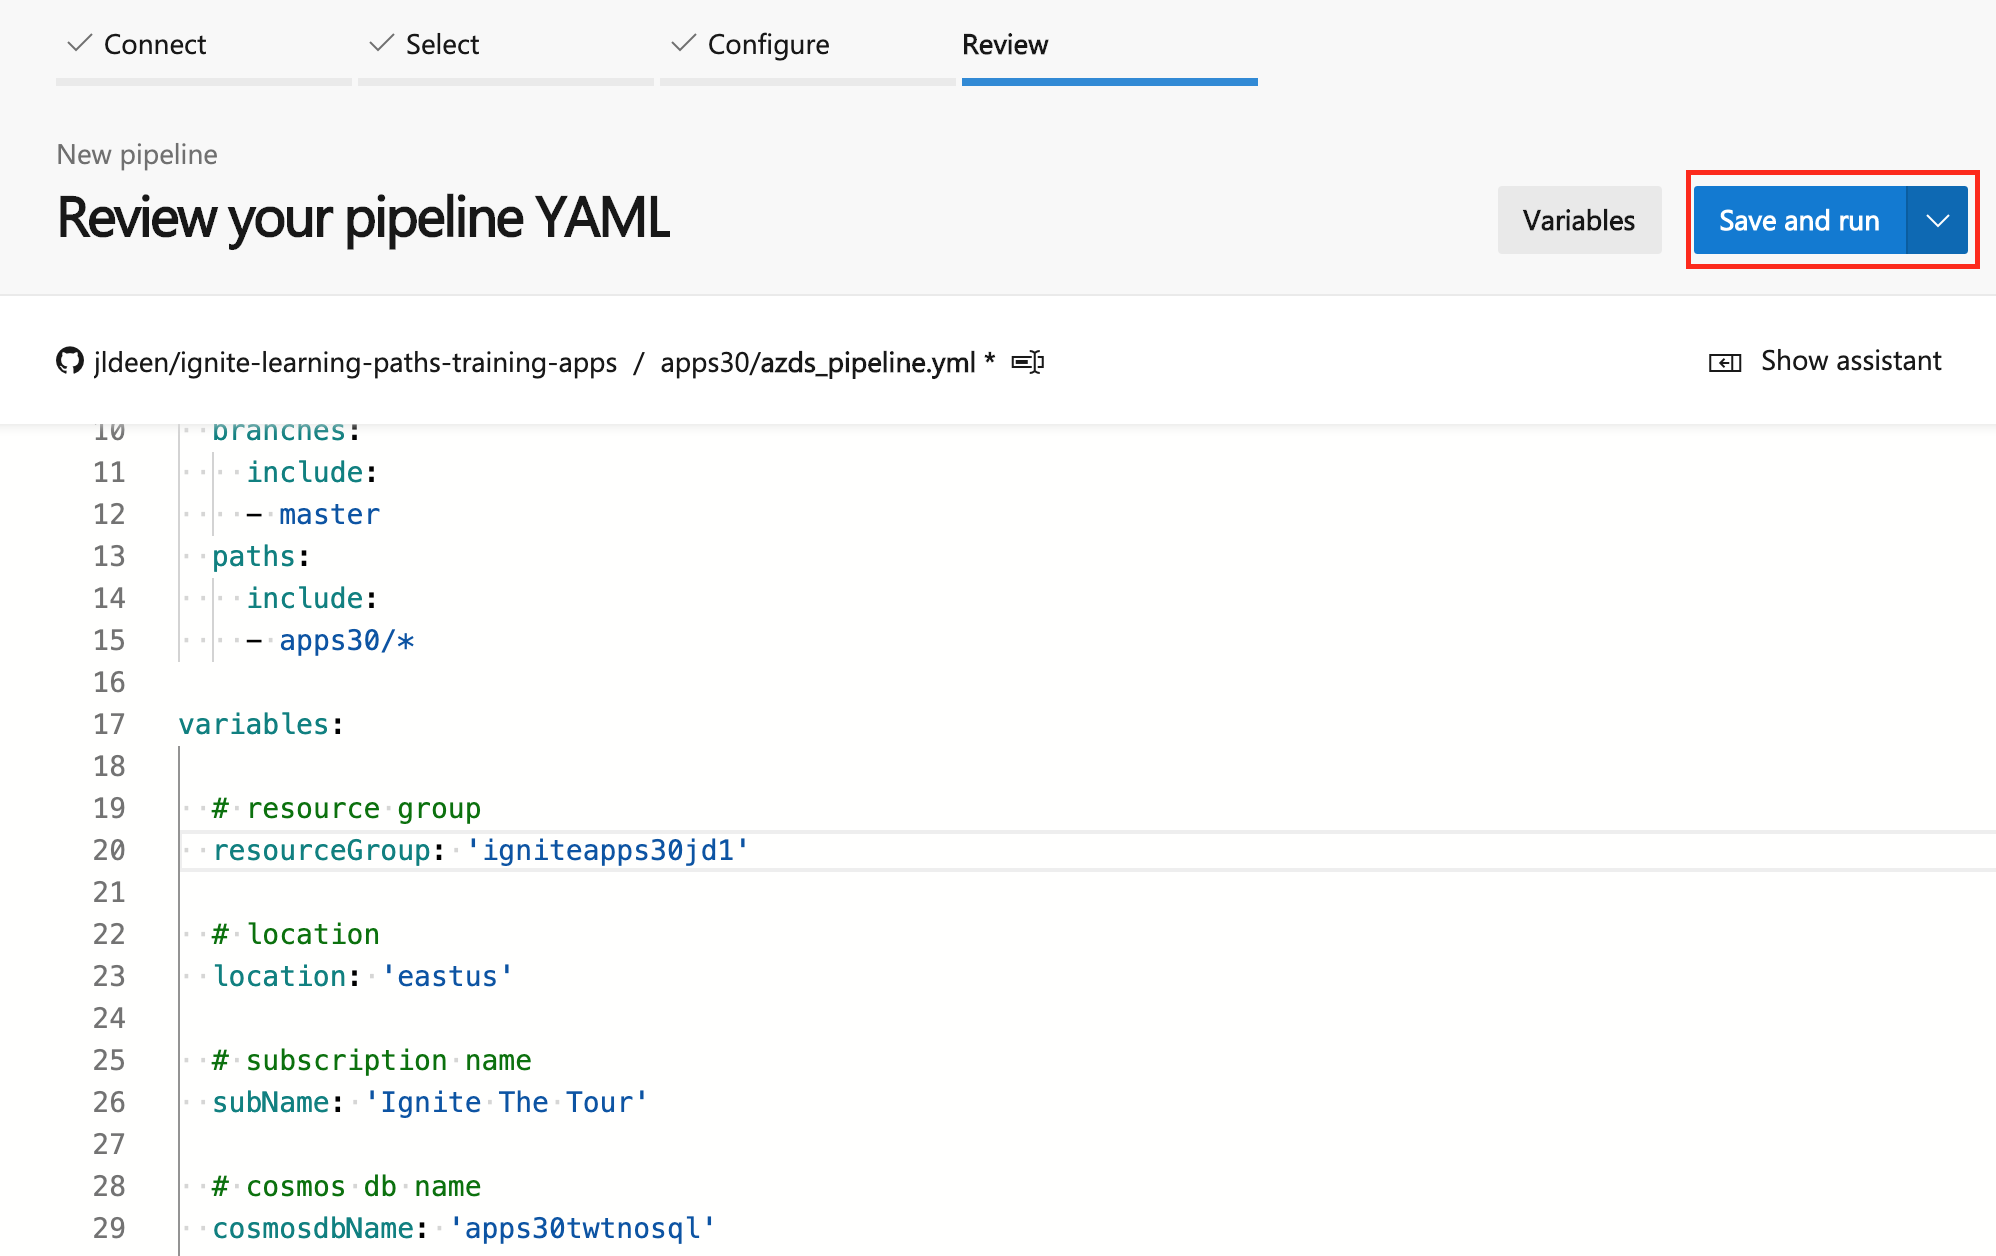 Connect
Select
Configure
Review
New pipeline
Review your pipeline YAML
Variables
Save and run
jldeen/ignite-learning-paths-training-apps / apps30/azds_pipeline.yml *
Show assistant
10 branches:
11 include:
12 - master
13 paths:
14 include:
15 - apps30/*
16
17 variables:
18
19 # resource group
20 resourceGroup: 'igniteapps30jd1'
21
22 # location
23 location: 'eastus'
24
25 # subscription name
26 subName: 'Ignite The Tour'
27
28 # cosmos db name
29 cosmosdbName: 'apps30twtnosql'